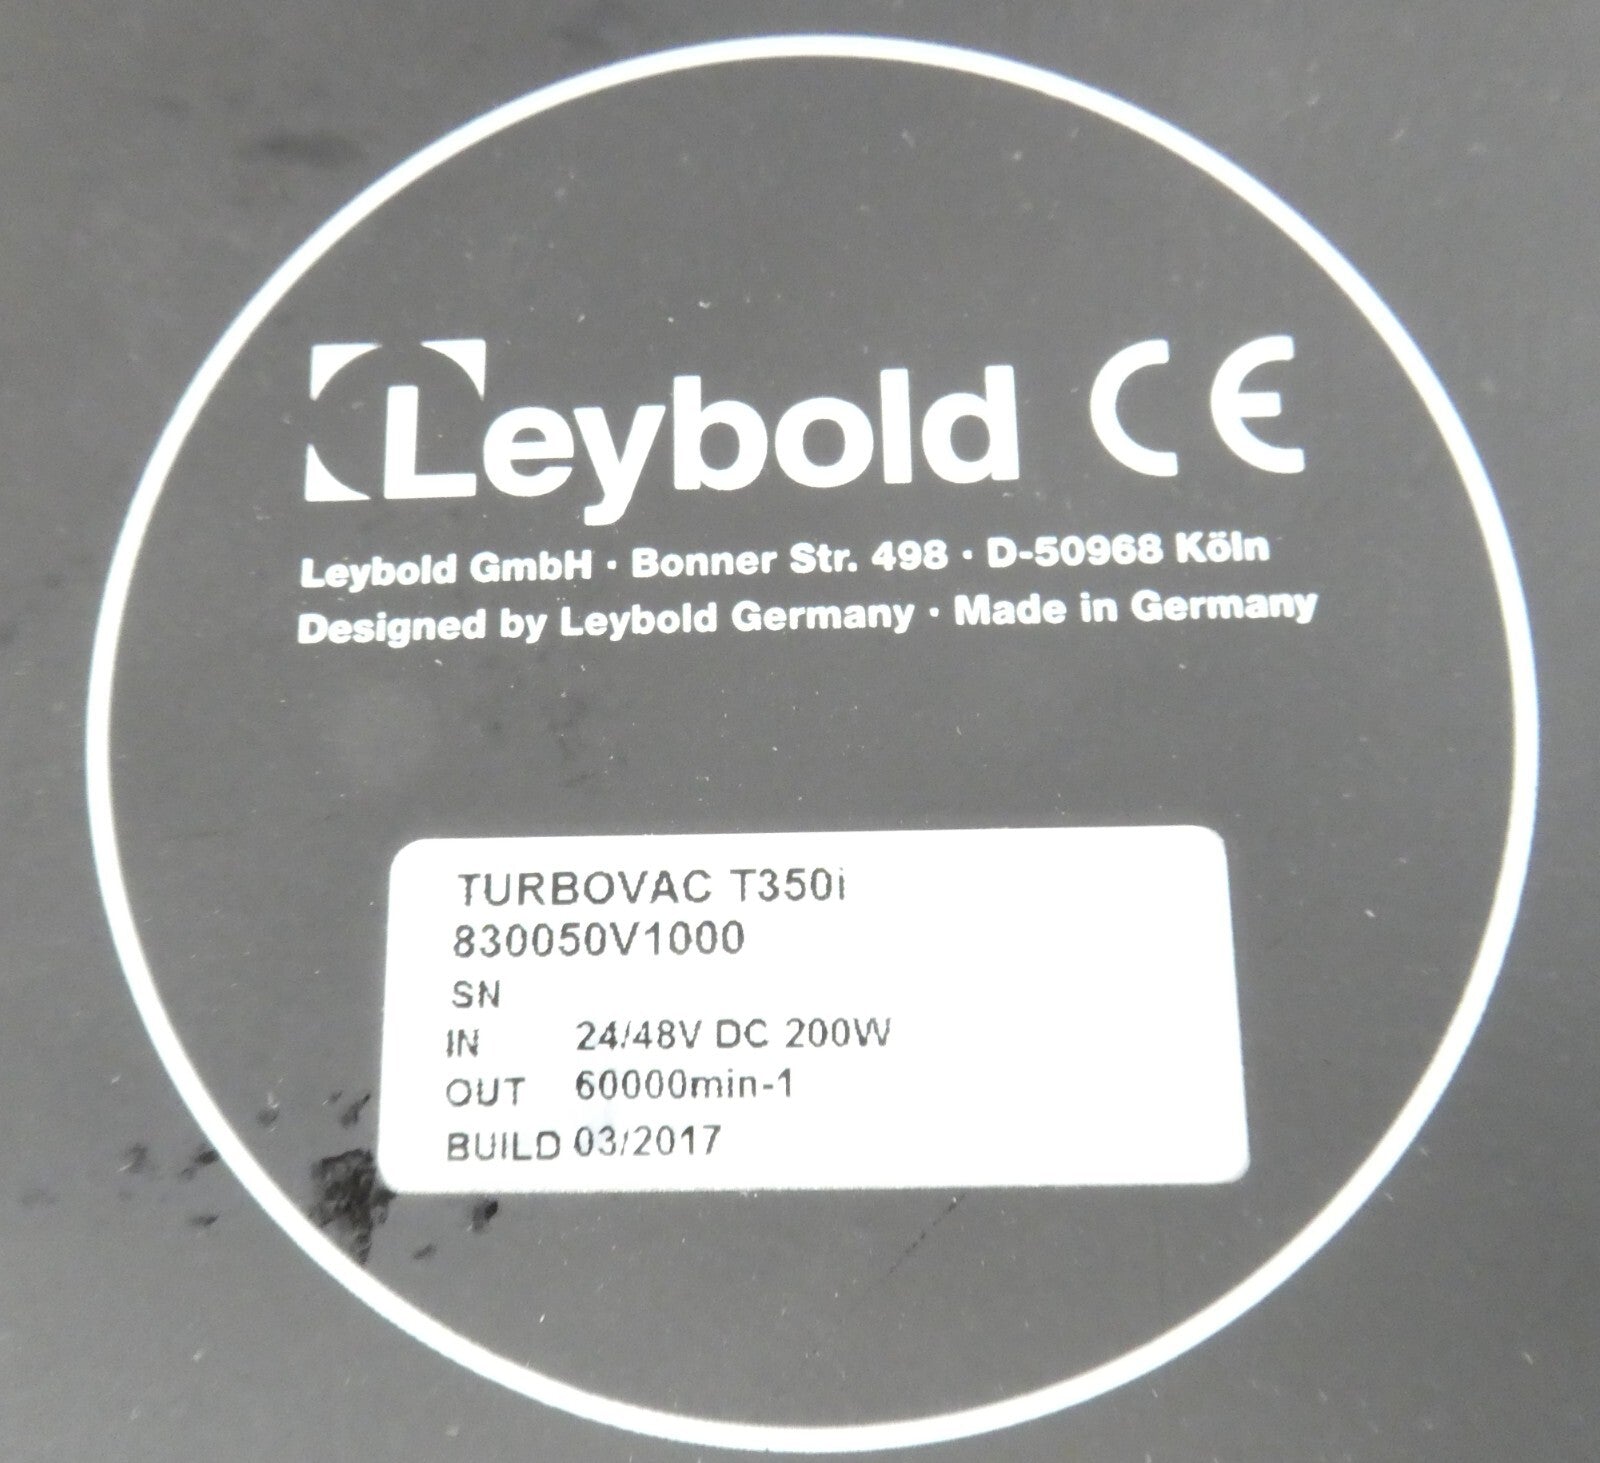 Leybold CE
Leybold GmbH · Bonner Str. 498 · D-50968 Köln
Designed by Leybold Germany · Made in Germany
TURBOVAC T350i
830050V1000
SN
IN 24/48V DC 200W
OUT 60000min-1
BUILD 03/2017